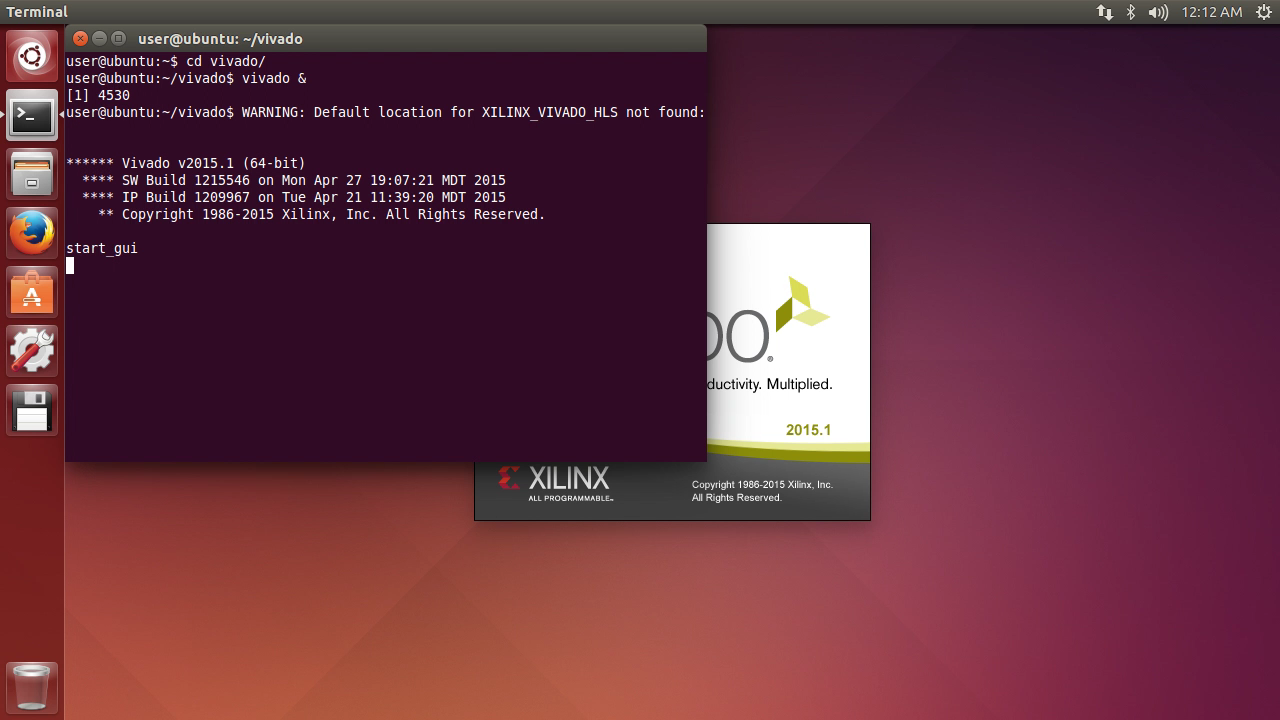 Terminal
12:12 AM
user@ubuntu: ~/vivado
user@ubuntu:~$ cd vivado/
user@ubuntu:~/vivado$ vivado &
[1] 4530
user@ubuntu:~/vivado$ WARNING: Default location for XILINX_VIVADO_HLS not found:
****** Vivado v2015.1 (64-bit)
**** SW Build 1215546 on Mon Apr 27 19:07:21 MDT 2015
**** IP Build 1209967 on Tue Apr 21 11:39:20 MDT 2015
** Copyright 1986-2015 Xilinx, Inc. All Rights Reserved.
start_gui
DO®
ductivity. Multiplied.
2015.1
XILINX
ALL PROGRAMMABLE™
Copyright 1986-2015 Xilinx, Inc.
All Rights Reserved.